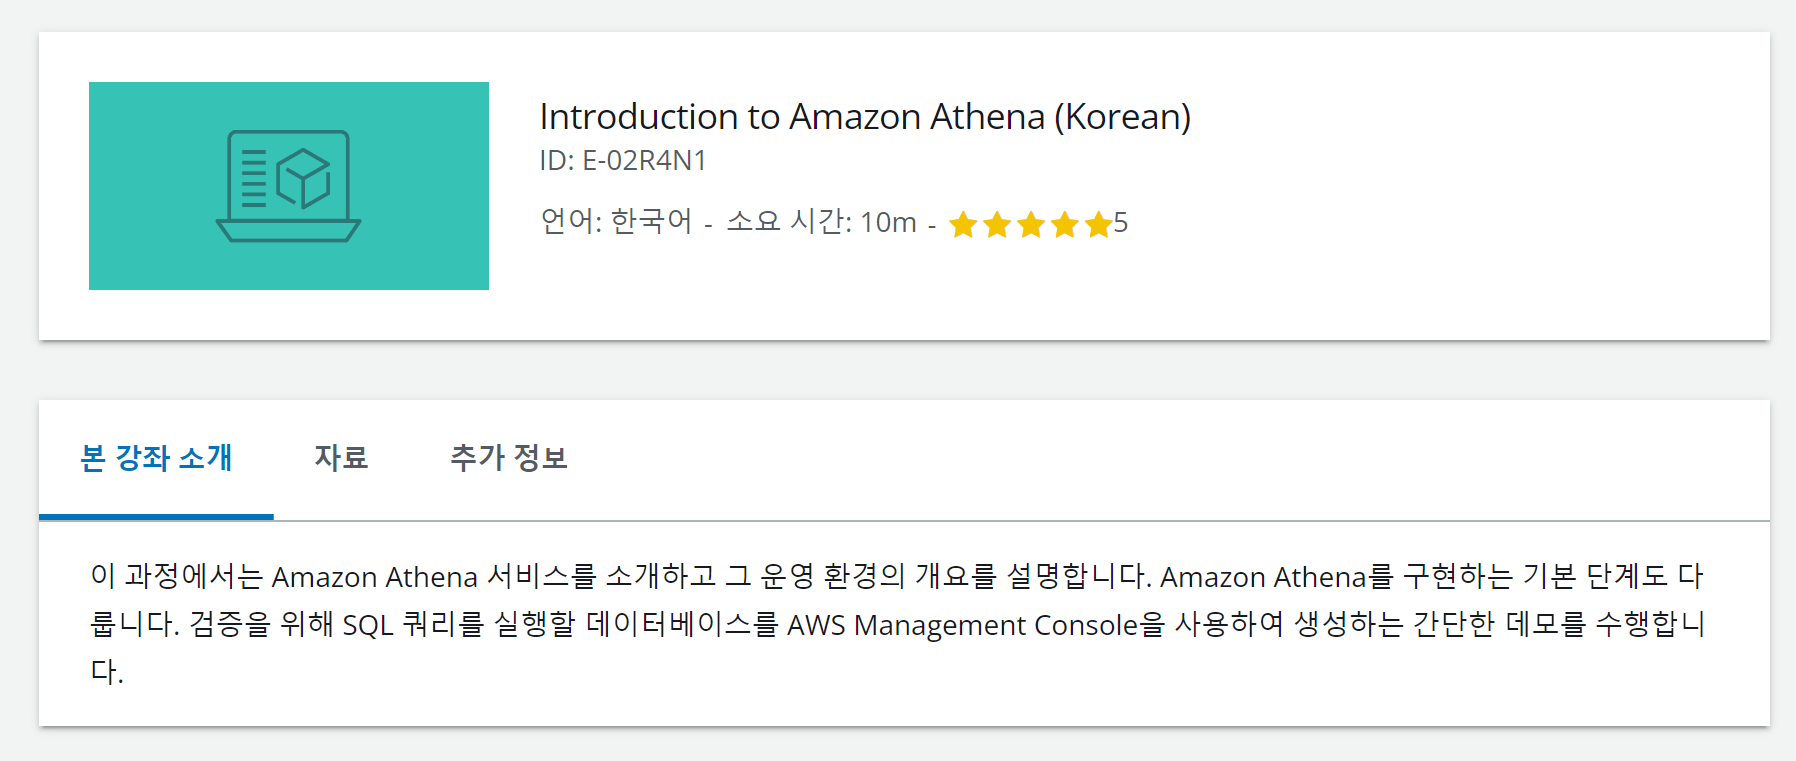 Introduction to Amazon Athena (Korean)
ID: E-02R4N1
언어: 한국어 - 소요 시간: 10m - ★★★★★5
본 강좌 소개 자료 추가 정보
이 과정에서는 Amazon Athena 서비스를 소개하고 그 운영 환경의 개요를 설명합니다. Amazon Athena를 구현하는 기본 단계도 다
룹니다. 검증을 위해 SQL 쿼리를 실행할 데이터베이스를 AWS Management Console을 사용하여 생성하는 간단한 데모를 수행합니
다.